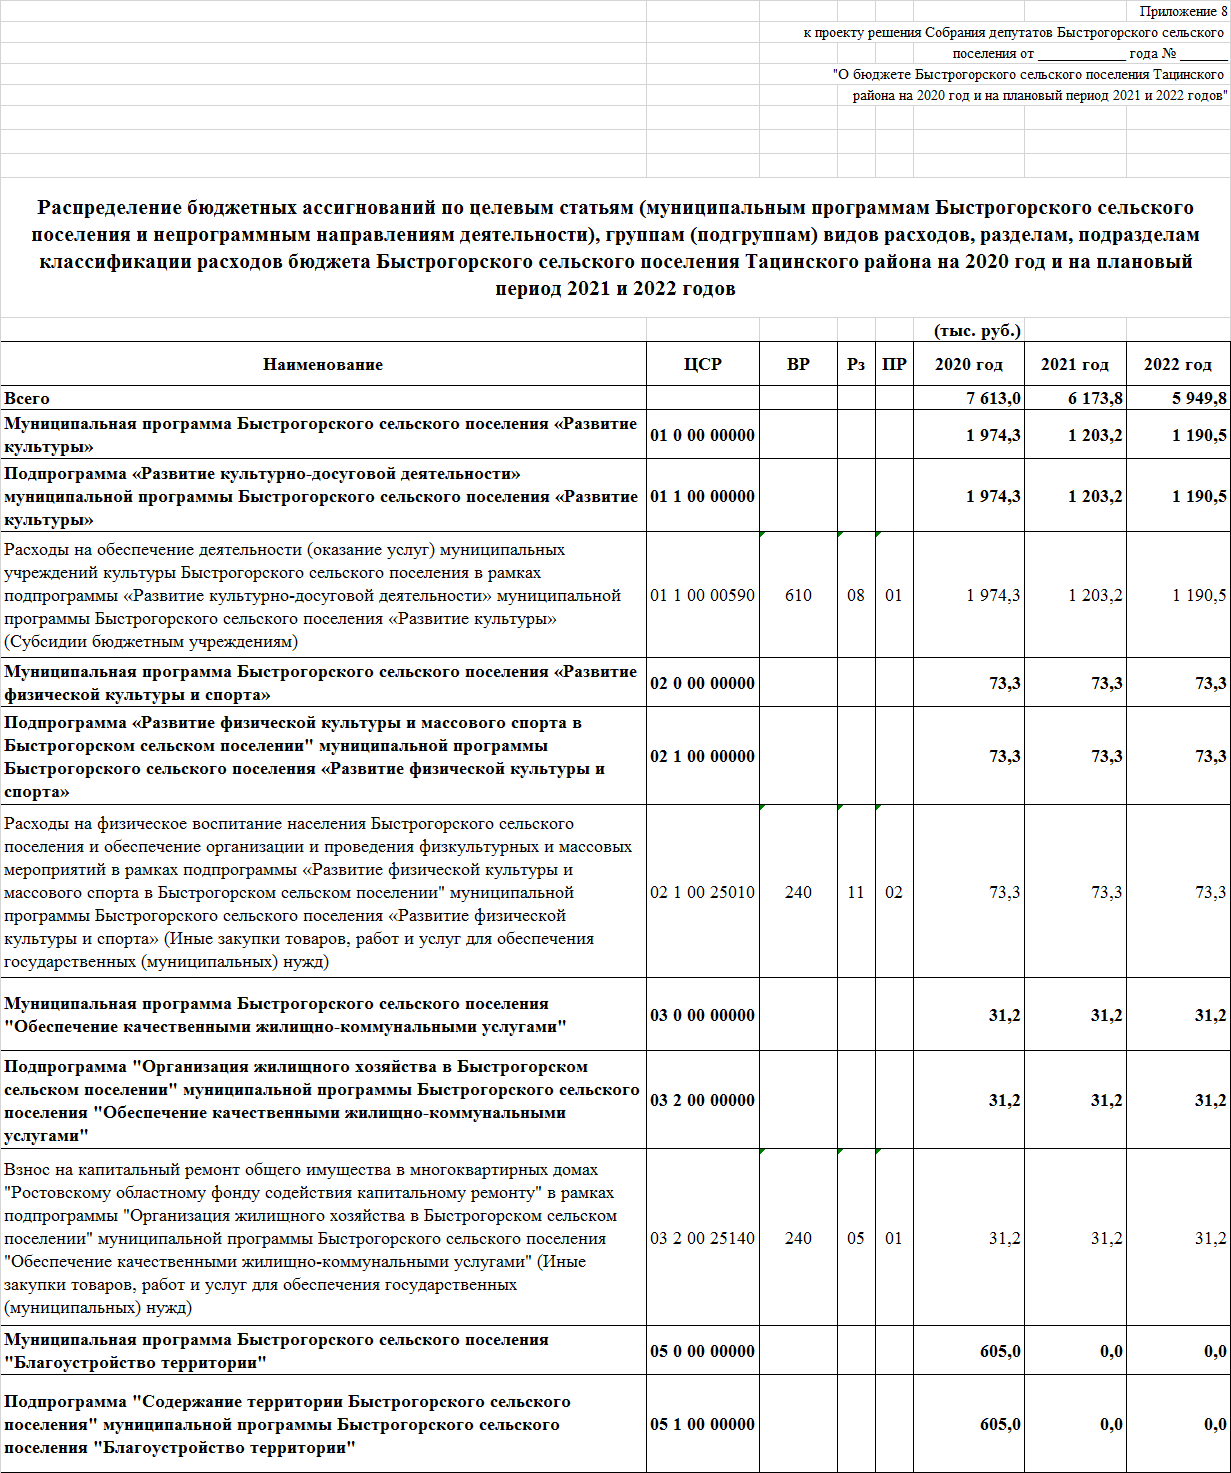 Приложение 8
к проекту решения Собрания депутатов Быстрогорского сельского
поселения от ____________ года № ______
"О бюджете Быстрогорского сельского поселения Тацинского
района на 2020 год и на плановый период 2021 и 2022 годов"
Распределение бюджетных ассигнований по целевым статьям (муниципальным программам Быстрогорского сельского
поселения и непрограммным направлениям деятельности), группам (подгруппам) видов расходов, разделам, подразделам
классификации расходов бюджета Быстрогорского сельского поселения Тацинского района на 2020 год и на плановый
период 2021 и 2022 годов
(тыс. руб.)
Наименование ЦСР ВР Рз ПР 2020 год 2021 год 2022 год
Всего 7 613,0 6 173,8 5 949,8
Муниципальная программа Быстрогорского сельского поселения «Развитие
культуры»
01 0 00 00000 1 974,3 1 203,2 1 190,5
Подпрограмма «Развитие культурно-досуговой деятельности»
муниципальной программы Быстрогорского сельского поселения «Развитие
культуры»
01 1 00 00000 1 974,3 1 203,2 1 190,5
Расходы на обеспечение деятельности (оказание услуг) муниципальных
учреждений культуры Быстрогорского сельского поселения в рамках
подпрограммы «Развитие культурно-досуговой деятельности» муниципальной
программы Быстрогорского сельского поселения «Развитие культуры»
(Субсидии бюджетным учреждениям)
01 1 00 00590 610 08 01 1 974,3 1 203,2 1 190,5
Муниципальная программа Быстрогорского сельского поселения «Развитие
физической культуры и спорта»
02 0 00 00000 73,3 73,3 73,3
Подпрограмма «Развитие физической культуры и массового спорта в
Быстрогорском сельском поселении" муниципальной программы
Быстрогорского сельского поселения «Развитие физической культуры и
спорта»
02 1 00 00000 73,3 73,3 73,3
Расходы на физическое воспитание населения Быстрогорского сельского
поселения и обеспечение организации и проведения физкультурных и массовых
мероприятий в рамках подпрограммы «Развитие физической культуры и
массового спорта в Быстрогорском сельском поселении" муниципальной
программы Быстрогорского сельского поселения «Развитие физической
культуры и спорта» (Иные закупки товаров, работ и услуг для обеспечения
государственных (муниципальных) нужд)
02 1 00 25010 240 11 02 73,3 73,3 73,3
Муниципальная программа Быстрогорского сельского поселения
"Обеспечение качественными жилищно-коммунальными услугами"
03 0 00 00000 31,2 31,2 31,2
Подпрограмма "Организация жилищного хозяйства в Быстрогорском
сельском поселении" муниципальной программы Быстрогорского сельского
поселения "Обеспечение качественными жилищно-коммунальными
услугами"
03 2 00 00000 31,2 31,2 31,2
Взнос на капитальный ремонт общего имущества в многоквартирных домах
"Ростовскому областному фонду содействия капитальному ремонту" в рамках
подпрограммы "Организация жилищного хозяйства в Быстрогорском сельском
поселении" муниципальной программы Быстрогорского сельского поселения
"Обеспечение качественными жилищно-коммунальными услугами" (Иные
закупки товаров, работ и услуг для обеспечения государственных
(муниципальных) нужд)
03 2 00 25140 240 05 01 31,2 31,2 31,2
Муниципальная программа Быстрогорского сельского поселения
"Благоустройство территории"
05 0 00 00000 605,0 0,0 0,0
Подпрограмма "Содержание территории Быстрогорского сельского
поселения" муниципальной программы Быстрогорского сельского
поселения "Благоустройство территории"
05 1 00 00000 605,0 0,0 0,0